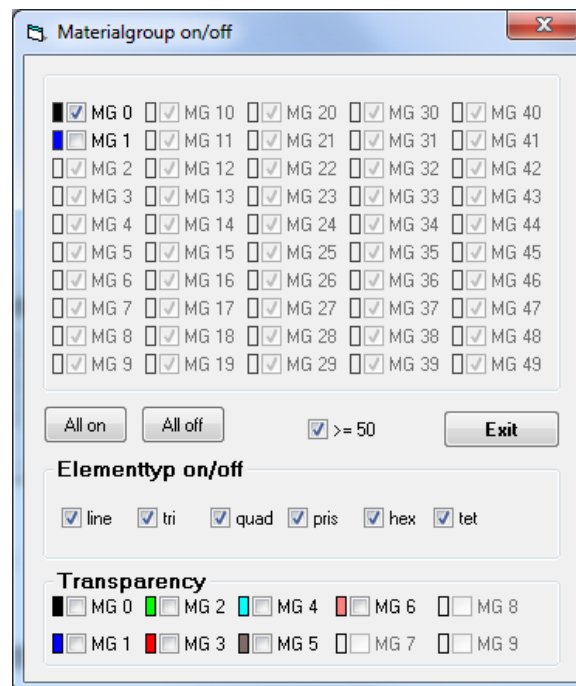 Materialgroup on/off
MG 0 MG 10 MG 20 MG 30 MG 40
MG 1 MG 11 MG 21 MG 31 MG 41
MG 2 MG 12 MG 22 MG 32 MG 42
MG 3 MG 13 MG 23 MG 33 MG 43
MG 4 MG 14 MG 24 MG 34 MG 44
MG 5 MG 15 MG 25 MG 35 MG 45
MG 6 MG 16 MG 26 MG 36 MG 46
MG 7 MG 17 MG 27 MG 37 MG 47
MG 8 MG 18 MG 28 MG 38 MG 48
MG 9 MG 19 MG 29 MG 39 MG 49
All on All off >= 50 Exit
Elementtyp on/off
line tri quad pris hex tet
Transparency
MG 0 MG 2 MG 4 MG 6 MG 8
MG 1 MG 3 MG 5 MG 7 MG 9